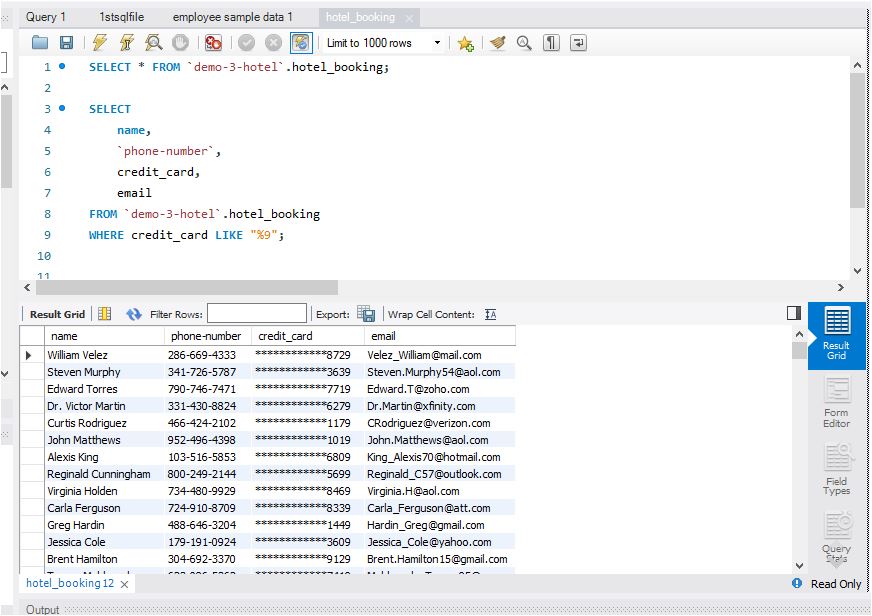 Query 1 1stsqlfile employee sample data 1 hotel_booking
Limit to 1000 rows
1 SELECT * FROM `demo-3-hotel`.hotel_booking;
2
3 SELECT
4 name,
5 `phone-number`,
6 credit_card,
7 email
8 FROM `demo-3-hotel`.hotel_booking
9 WHERE credit_card LIKE "%9";
10
11
Result Grid Filter Rows: Export: Wrap Cell Content:
name phone-number credit_card email
William Velez 286-669-4333 ************8729 Velez_William@mail.com
Steven Murphy 341-726-5787 ************3639 Steven.Murphy54@aol.com
Edward Torres 790-746-7471 ************7719 Edward.T@zoho.com
Dr. Victor Martin 331-430-8824 ************6279 Dr.Martin@xfinity.com
Curtis Rodriguez 466-424-2102 ************1179 CRodriguez@verizon.com
John Matthews 952-496-4398 ************1019 John.Matthews@aol.com
Alexis King 103-516-5853 ************6809 King_Alexis70@hotmail.com
Reginald Cunningham 800-249-2144 ************5699 Reginald_C57@outlook.com
Virginia Holden 734-480-9929 ************8469 Virginia.H@aol.com
Carla Ferguson 724-910-8709 ************8339 Carla_Ferguson@att.com
Greg Hardin 488-646-3204 ************1449 Hardin_Greg@gmail.com
Jessica Cole 179-191-0924 ************3609 Jessica_Cole@yahoo.com
Brent Hamilton 304-692-3370 ************9129 Brent.Hamilton15@gmail.com
Result
Grid
Form
Editor
Field
Types
Query
Stats
hotel_booking 12
Read Only
Output